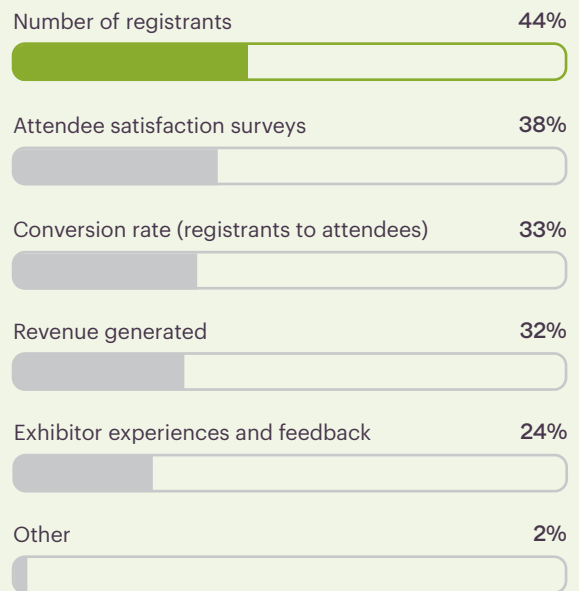 Number of registrants 44%
Attendee satisfaction surveys 38%
Conversion rate (registrants to attendees) 33%
Revenue generated 32%
Exhibitor experiences and feedback 24%
Other 2%